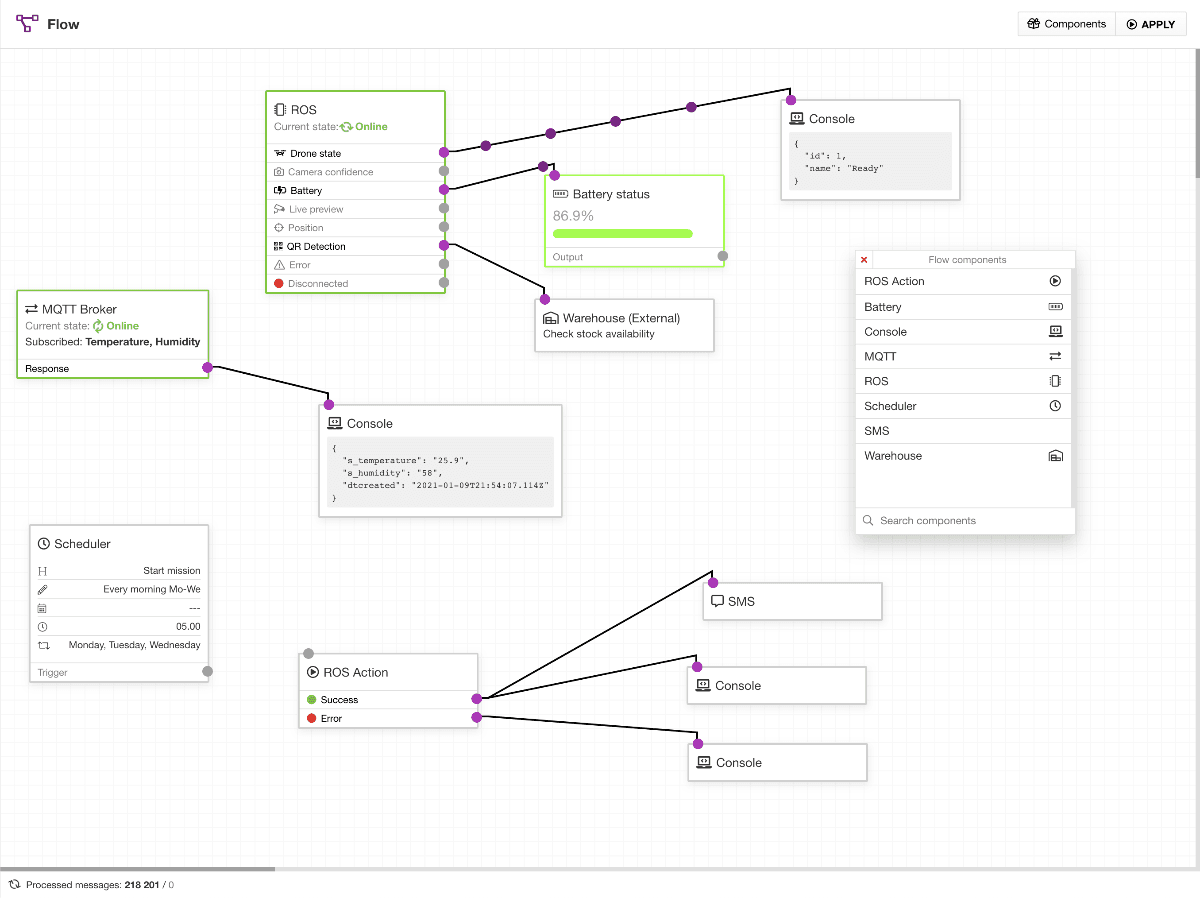 Flow
Components
APPLY
ROS
Current state: Online
Drone state
Camera confidence
Battery
Live preview
Position
QR Detection
Error
Disconnected
Console
{
"id": 1,
"name": "Ready"
}
Battery status
86.9%
Output
Warehouse (External)
Check stock availability
MQTT Broker
Current state: Online
Subscribed: Temperature, Humidity
Response
Console
{
"s_temperature": "25.9",
"s_humidity": "58",
"dtcreated": "2021-01-09T21:54:07.114Z"
}
Flow components
ROS Action
Battery
Console
MQTT
ROS
Scheduler
SMS
Warehouse
Search components
Scheduler
Start mission
Every morning Mo-We
---
05.00
Monday, Tuesday, Wednesday
Trigger
ROS Action
Success
Error
SMS
Console
Console
Processed messages: 218 201 / 0